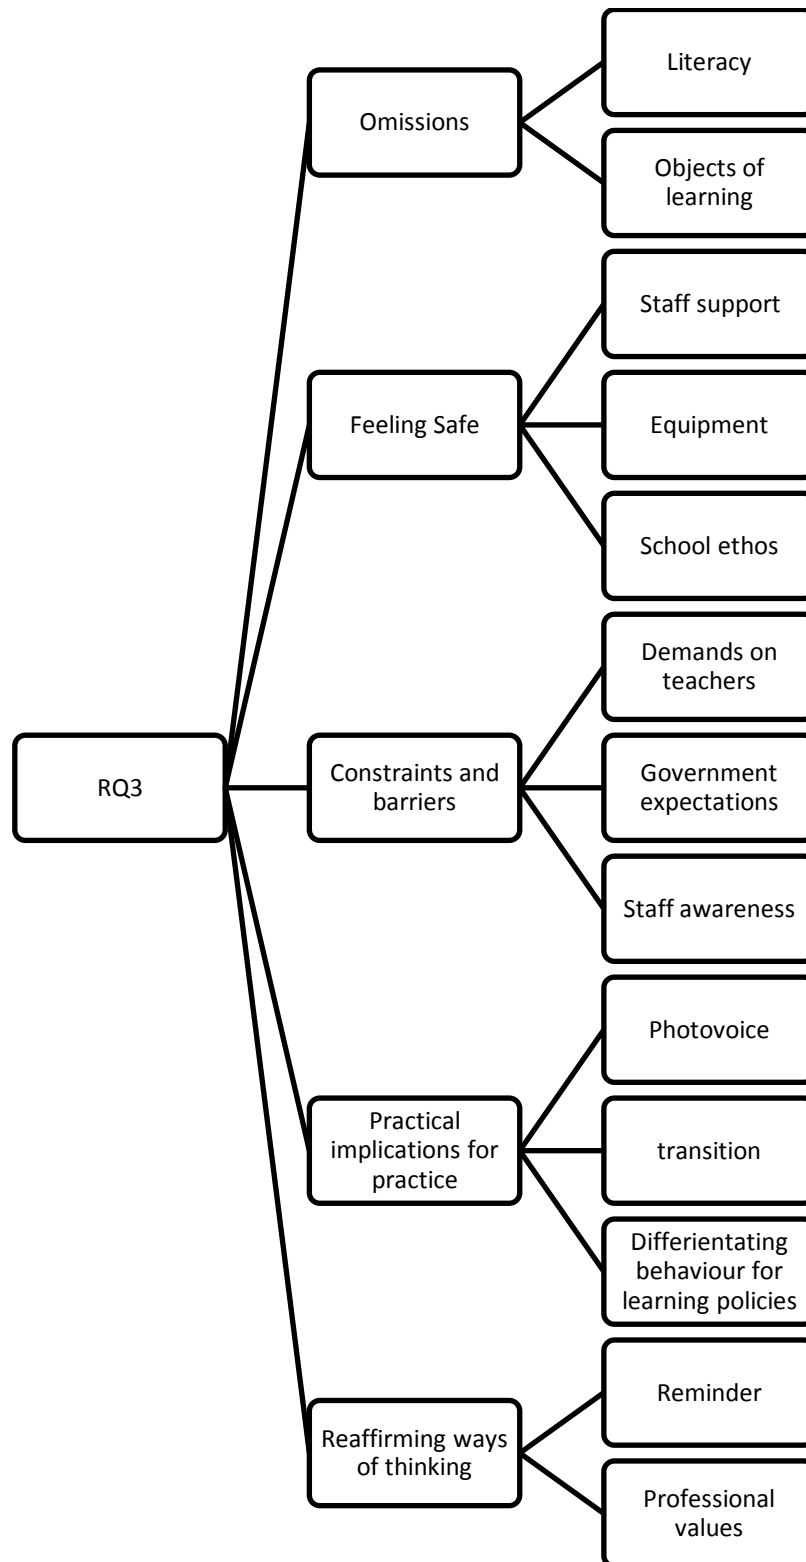 RQ3
Omissions
Literacy
Objects of
learning
Feeling Safe
Staff support
Equipment
School ethos
Constraints and
barriers
Demands on
teachers
Government
expectations
Staff awareness
Practical
implications for
practice
Photovoice
transition
Differientating
behaviour for
learning policies
Reaffirming ways
of thinking
Reminder
Professional
values